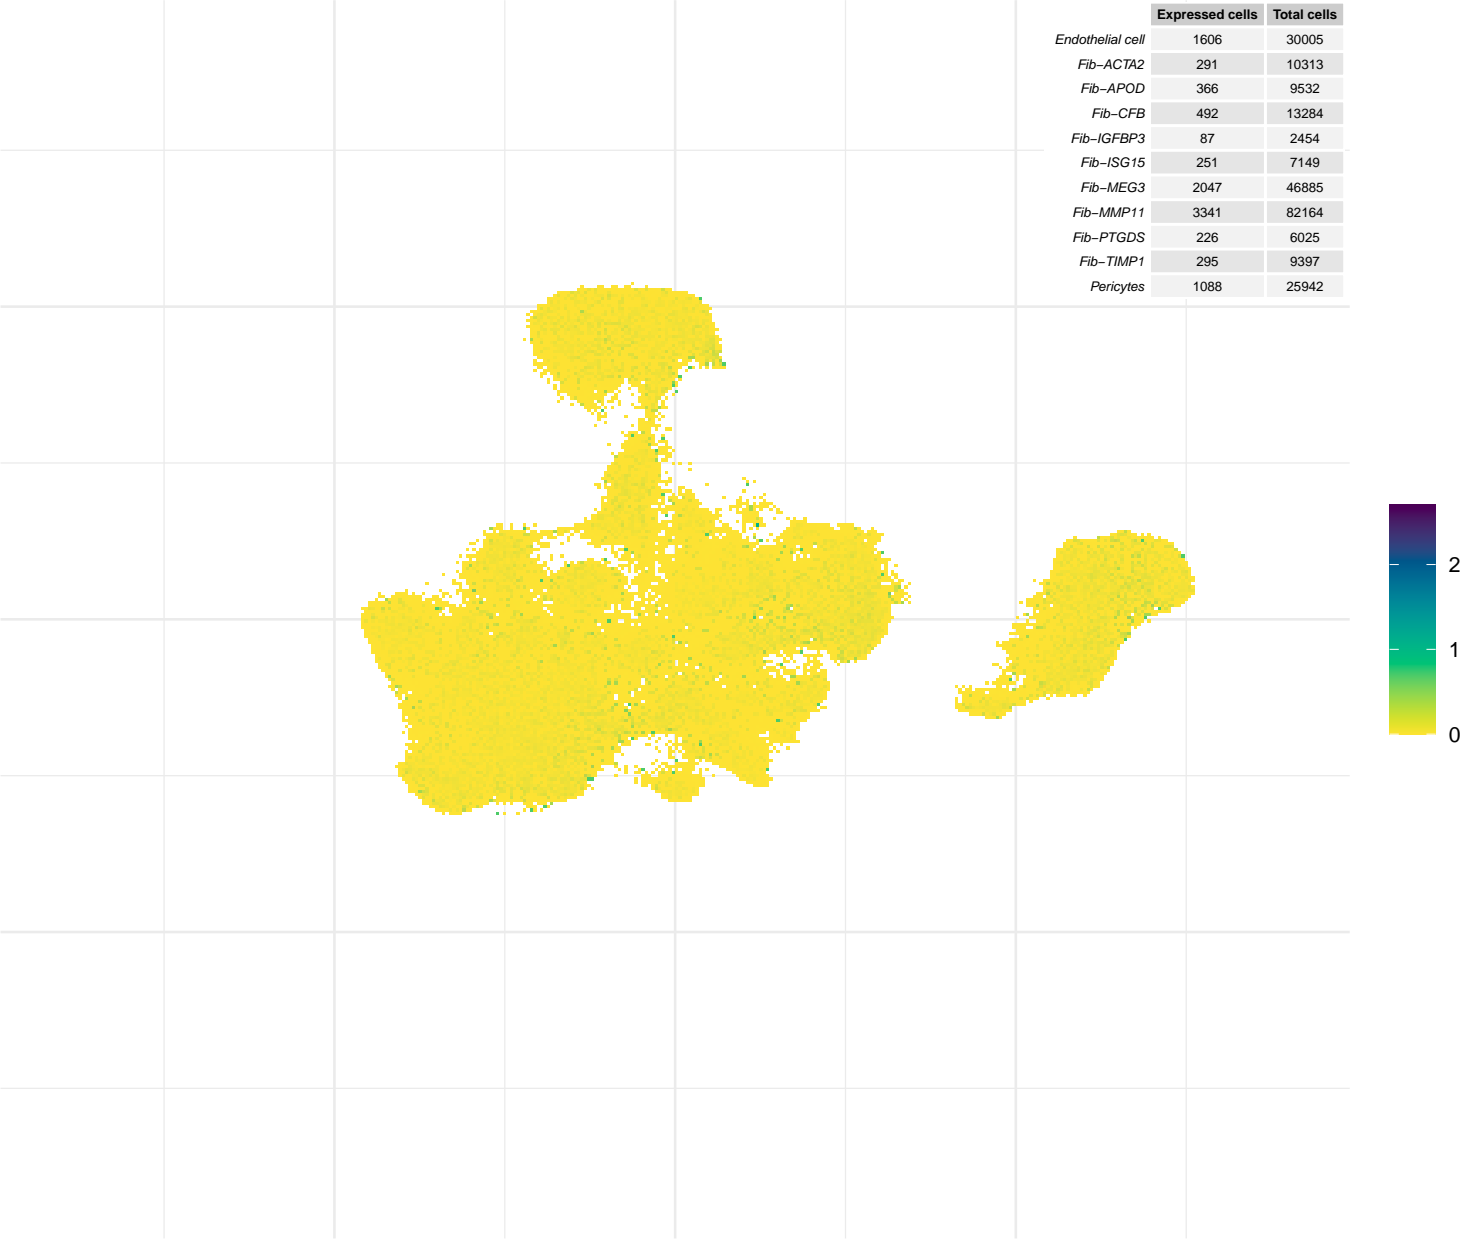 Expressed cells Total cells
Endothelial cell 1606 30005
Fib−ACTA2 291 10313
Fib−APOD 366 9532
Fib−CFB 492 13284
Fib−IGFBP3 87 2454
Fib−ISG15 251 7149
Fib−MEG3 2047 46885
Fib−MMP11 3341 82164
Fib−PTGDS 226 6025
Fib−TIMP1 295 9397
Pericytes 1088 25942
2
1
0